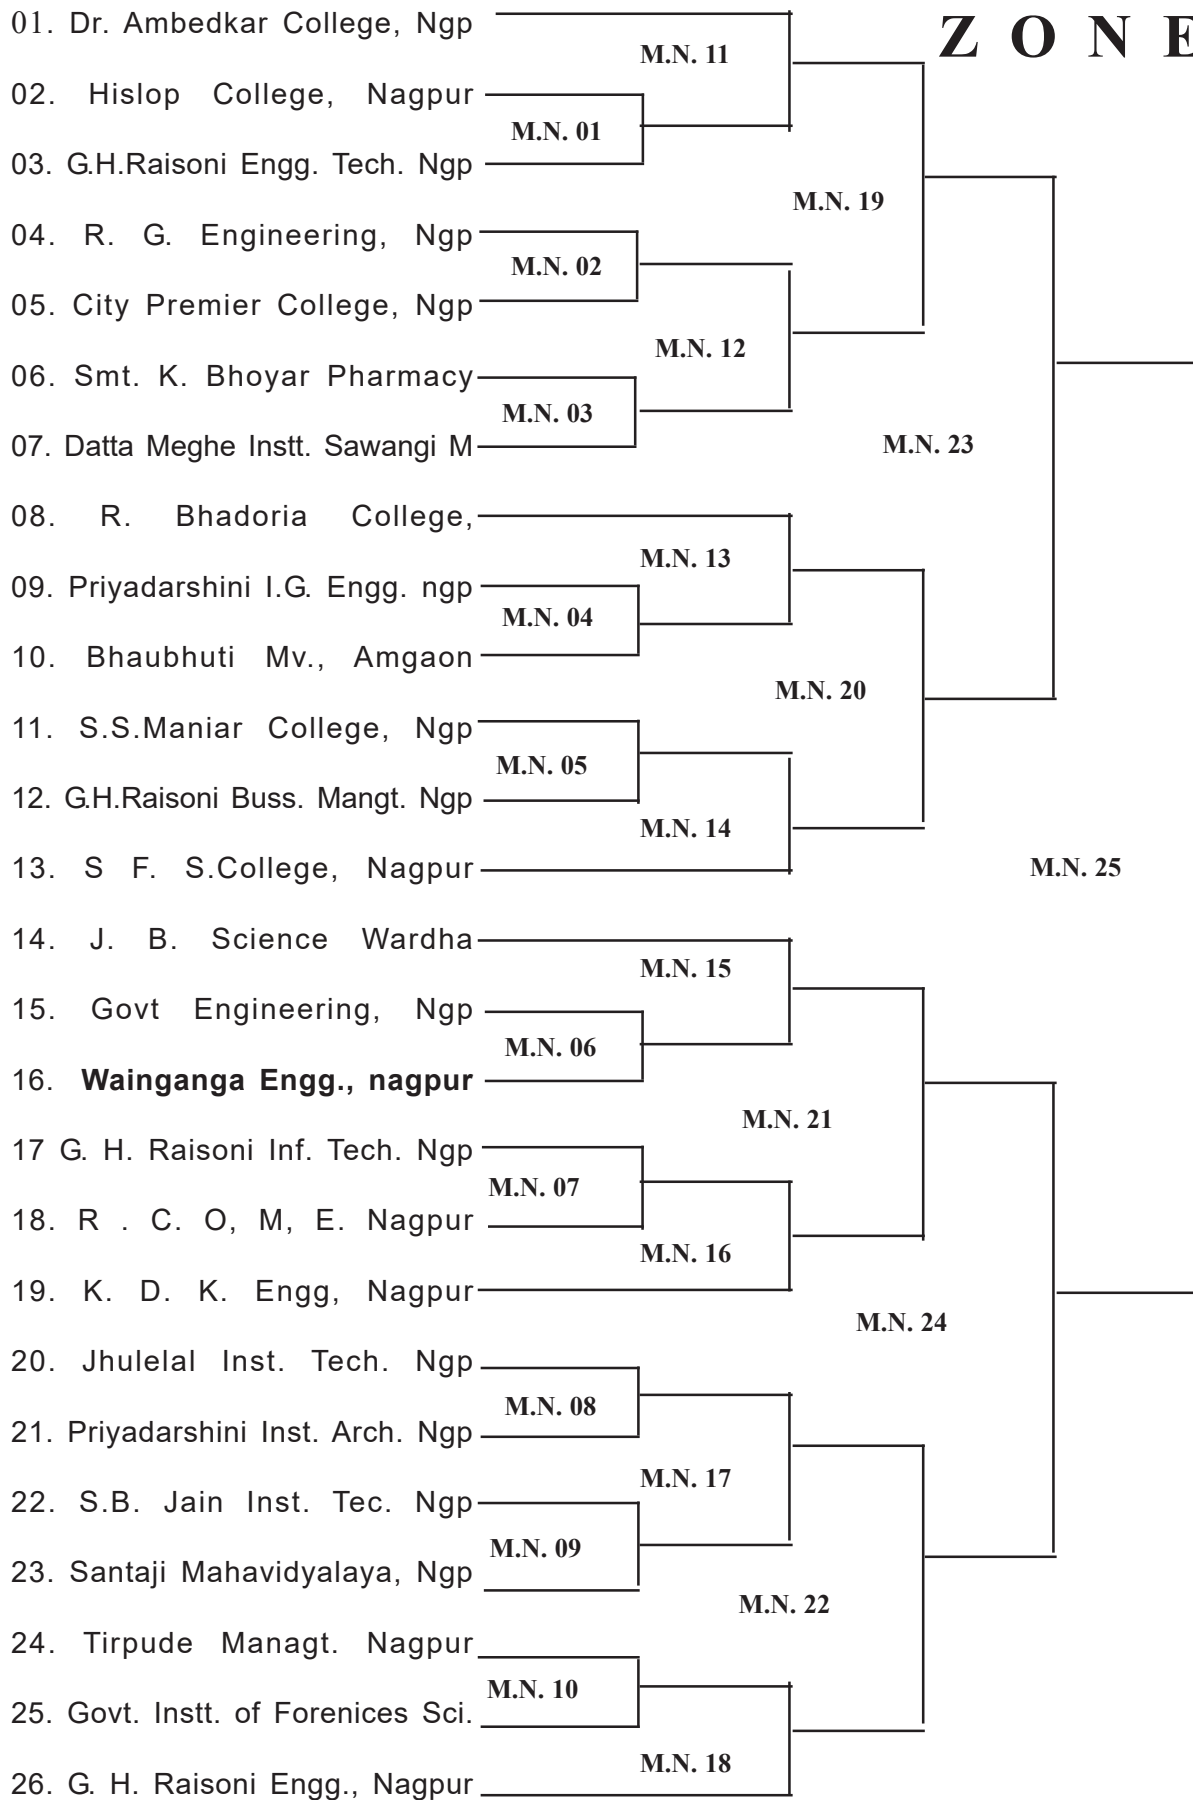 01. Dr. Ambedkar College, Ngp
Z O N E
M.N. 11
02. Hislop College, Nagpur
M.N. 01
03. G.H.Raisoni Engg. Tech. Ngp
M.N. 19
04. R. G. Engineering, Ngp
M.N. 02
05. City Premier College, Ngp
M.N. 12
06. Smt. K. Bhoyar Pharmacy
M.N. 03
07. Datta Meghe Instt. Sawangi M
M.N. 23
08. R. Bhadoria College,
M.N. 13
09. Priyadarshini I.G. Engg. ngp
M.N. 04
10. Bhaubhuti Mv., Amgaon
M.N. 20
11. S.S.Maniar College, Ngp
M.N. 05
12. G.H.Raisoni Buss. Mangt. Ngp
M.N. 14
13. S F. S.College, Nagpur
M.N. 25
14. J. B. Science Wardha
M.N. 15
15. Govt Engineering, Ngp
M.N. 06
16. Wainganga Engg., nagpur
M.N. 21
17 G. H. Raisoni Inf. Tech. Ngp
M.N. 07
18. R . C. O, M, E. Nagpur
M.N. 16
19. K. D. K. Engg, Nagpur
M.N. 24
20. Jhulelal Inst. Tech. Ngp
M.N. 08
21. Priyadarshini Inst. Arch. Ngp
M.N. 17
22. S.B. Jain Inst. Tec. Ngp
M.N. 09
23. Santaji Mahavidyalaya, Ngp
M.N. 22
24. Tirpude Managt. Nagpur
M.N. 10
25. Govt. Instt. of Forenices Sci.
M.N. 18
26. G. H. Raisoni Engg., Nagpur